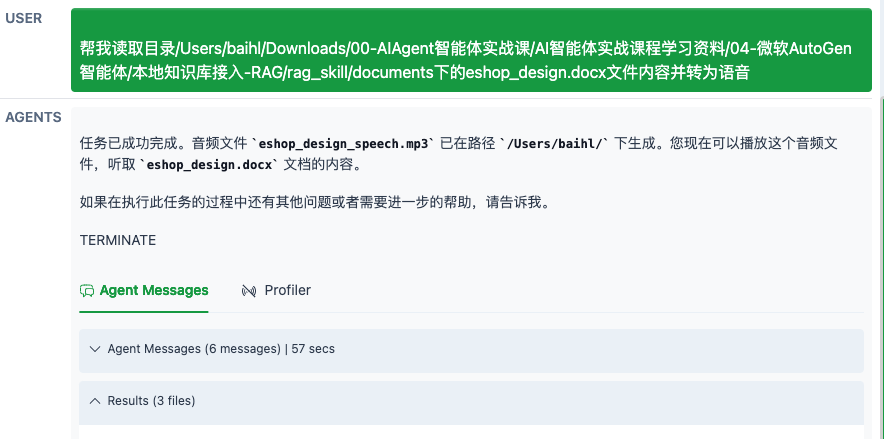 USER
帮我读取目录/Users/baihl/Downloads/00-AIAgent智能体实战课/AI智能体实战课程学习资料/04-微软AutoGen
智能体/本地知识库接入-RAG/rag_skill/documents下的eshop_design.docx文件内容并转为语音
AGENTS
任务已成功完成。音频文件 `eshop_design_speech.mp3` 已在路径 `/Users/baihl/` 下生成。您现在可以播放这个音频文
件，听取 `eshop_design.docx` 文档的内容。
如果在执行此任务的过程中还有其他问题或者需要进一步的帮助，请告诉我。
TERMINATE
Agent Messages
Profiler
Agent Messages (6 messages) | 57 secs
Results (3 files)